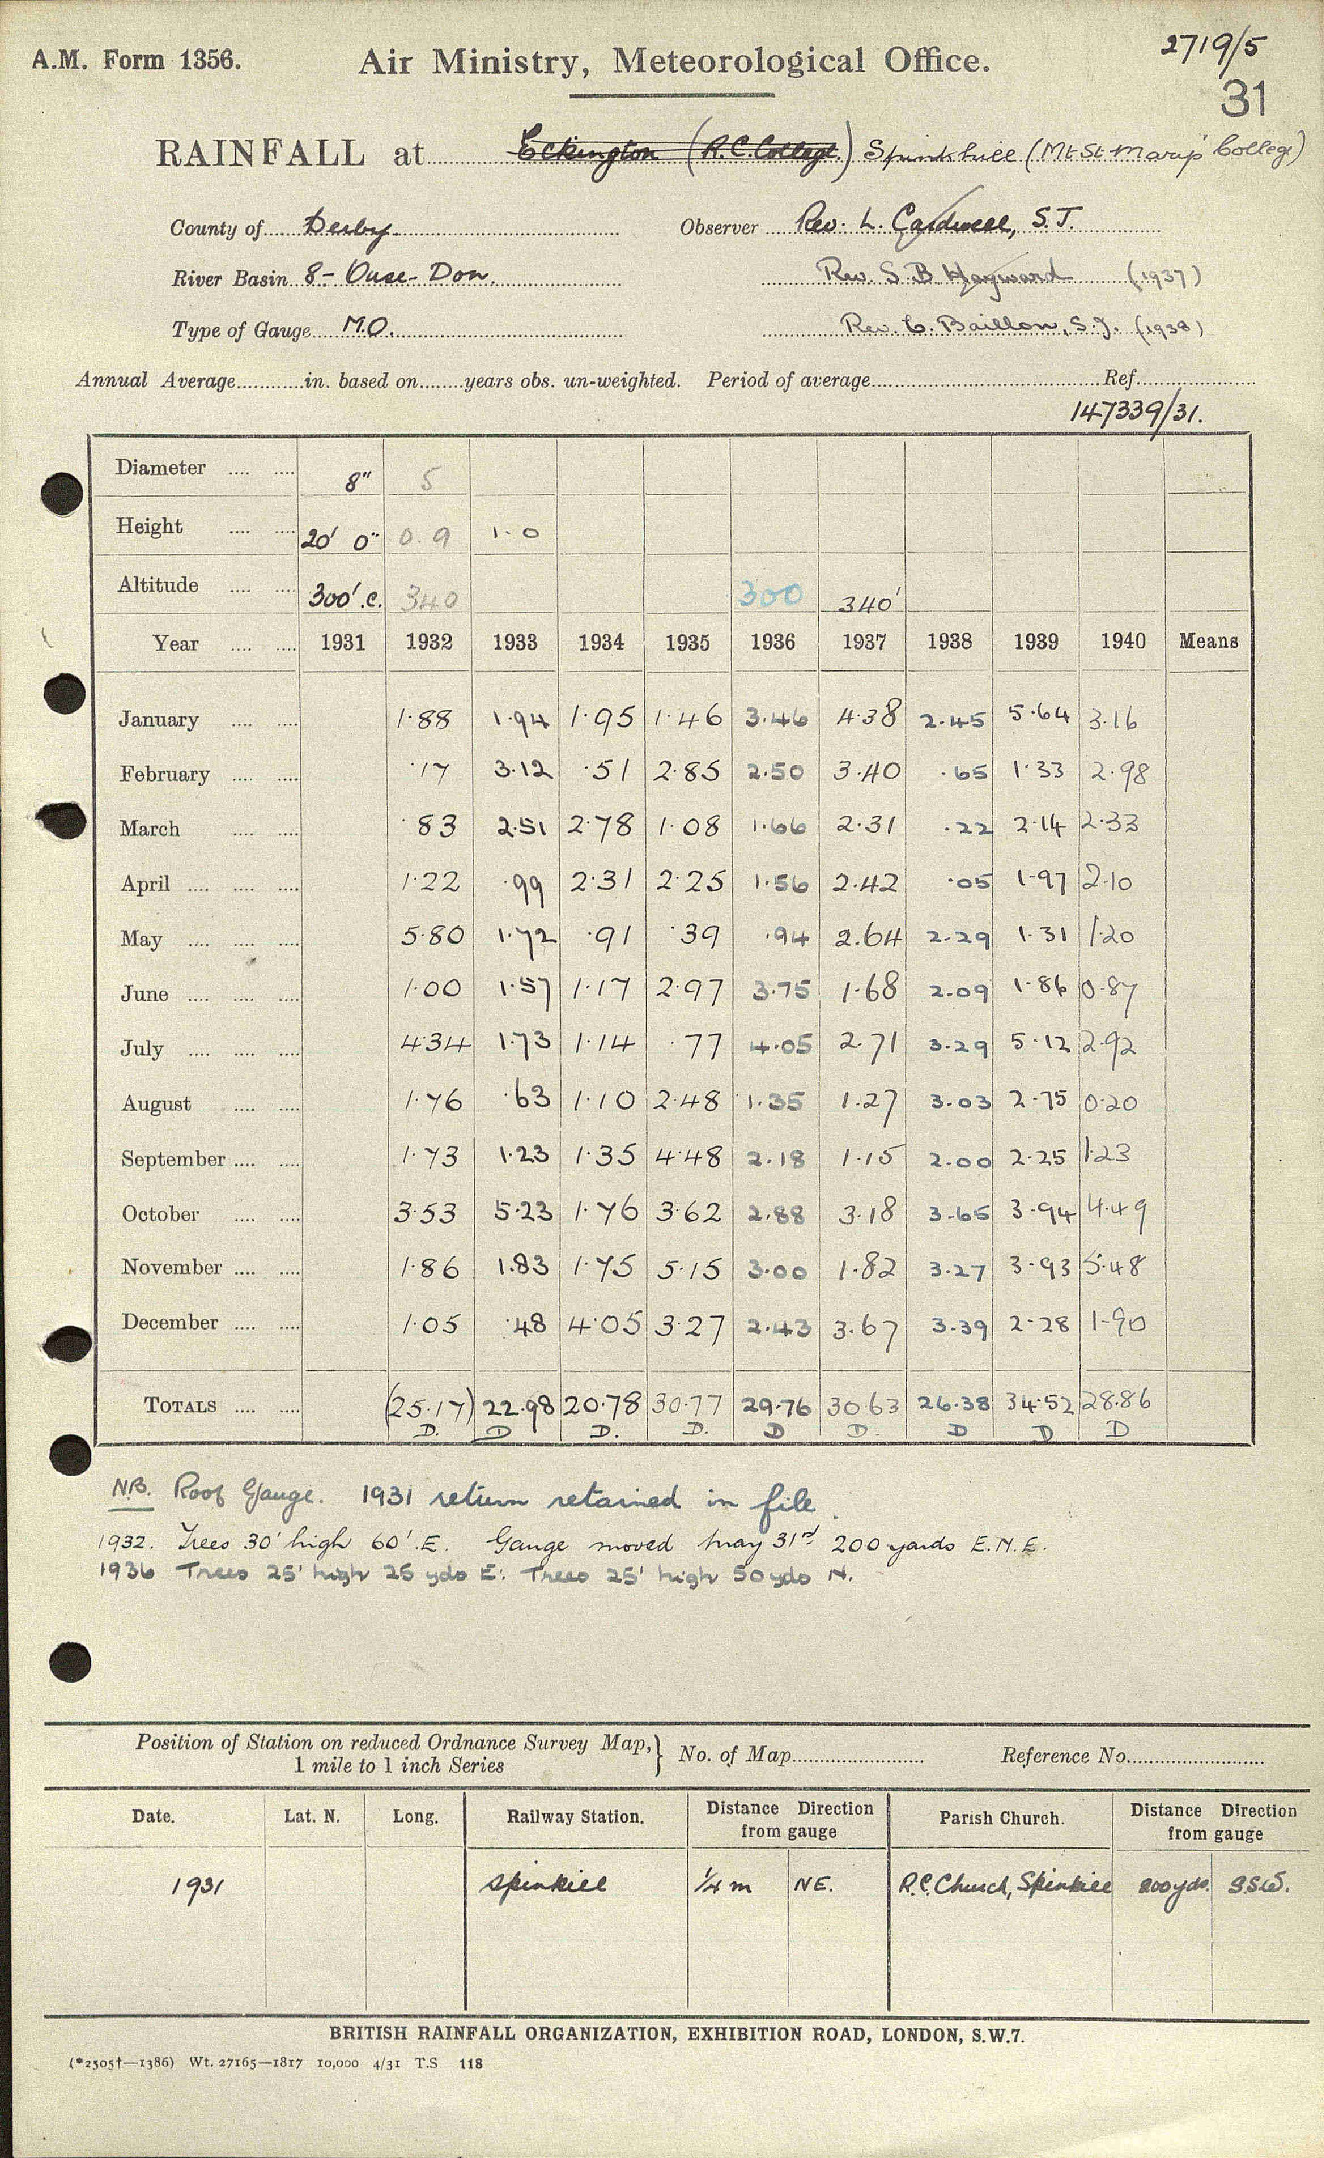 A.M. Form 1356. Air Ministry, Meteorological Office. 2719/5
31
RAINFALL at Eckington (R.C. College) Spinkhill (Mt St Mary's College)
County of Derby. Observer Rev. L. Cardwell, S.J.
River Basin 8 - Ouse - Don. Rev. S. B Hayward (1937)
Type of Gauge M.O. Rev. C. Baillon, S.J. (1938)
Annual Average in. based on years obs. un-weighted. Period of average Ref.
147339/31.
Diameter 8" 5
Height 20' 0" 0.9 1.0
Altitude 300'.c. 340 300 340'
Year 1931 1932 1933 1934 1935 1936 1937 1938 1939 1940 Means
January 1.88 1.94 1.95 1.46 3.46 4.38 2.45 5.64 3.16
February .17 3.12 .51 2.85 2.50 3.40 .65 1.33 2.98
March .83 2.51 2.78 1.08 1.66 2.31 .22 2.14 2.33
April 1.22 .99 2.31 2.25 1.56 2.42 .05 1.97 2.10
May 5.80 1.72 .91 .39 .94 2.64 2.29 1.31 1.20
June 1.00 1.57 1.17 2.97 3.75 1.68 2.09 1.86 0.87
July 4.34 1.73 1.14 .77 4.05 2.71 3.29 5.12 2.92
August 1.76 .63 1.10 2.48 1.35 1.27 3.03 2.75 0.20
September 1.73 1.23 1.35 4.48 2.18 1.15 2.00 2.25 1.23
October 3.53 5.23 1.76 3.62 2.88 3.18 3.65 3.94 4.49
November 1.86 1.83 1.75 5.15 3.00 1.82 3.27 3.93 5.48
December 1.05 .48 4.05 3.27 2.43 3.67 3.39 2.28 1.90
TOTALS (25.17) 22.98 20.78 30.77 29.76 30.63 26.38 34.52 28.86
D. D D. D. D D. D D D
N.B. Roof Gauge. 1931 return retained in file.
1932. Trees 30' high 60'.E. Gauge moved May 31st 200 yards E.N.E.
1936 Trees 25' high 25 yds E. Trees 25' high 50 yds N.
Position of Station on reduced Ordnance Survey Map, 1 mile to 1 inch Series } No. of Map Reference No.
Date. Lat. N. Long. Railway Station. Distance Direction from gauge Parish Church. Distance Direction from gauge
1931 Spinkill 1/4 m NE. R.C. Church, Spinkill 200 yds. S.S.W.
BRITISH RAINFALL ORGANIZATION, EXHIBITION ROAD, LONDON, S.W.7.
(*2505†—1386) Wt. 27165—1817 10,000 4/31 T.S 118